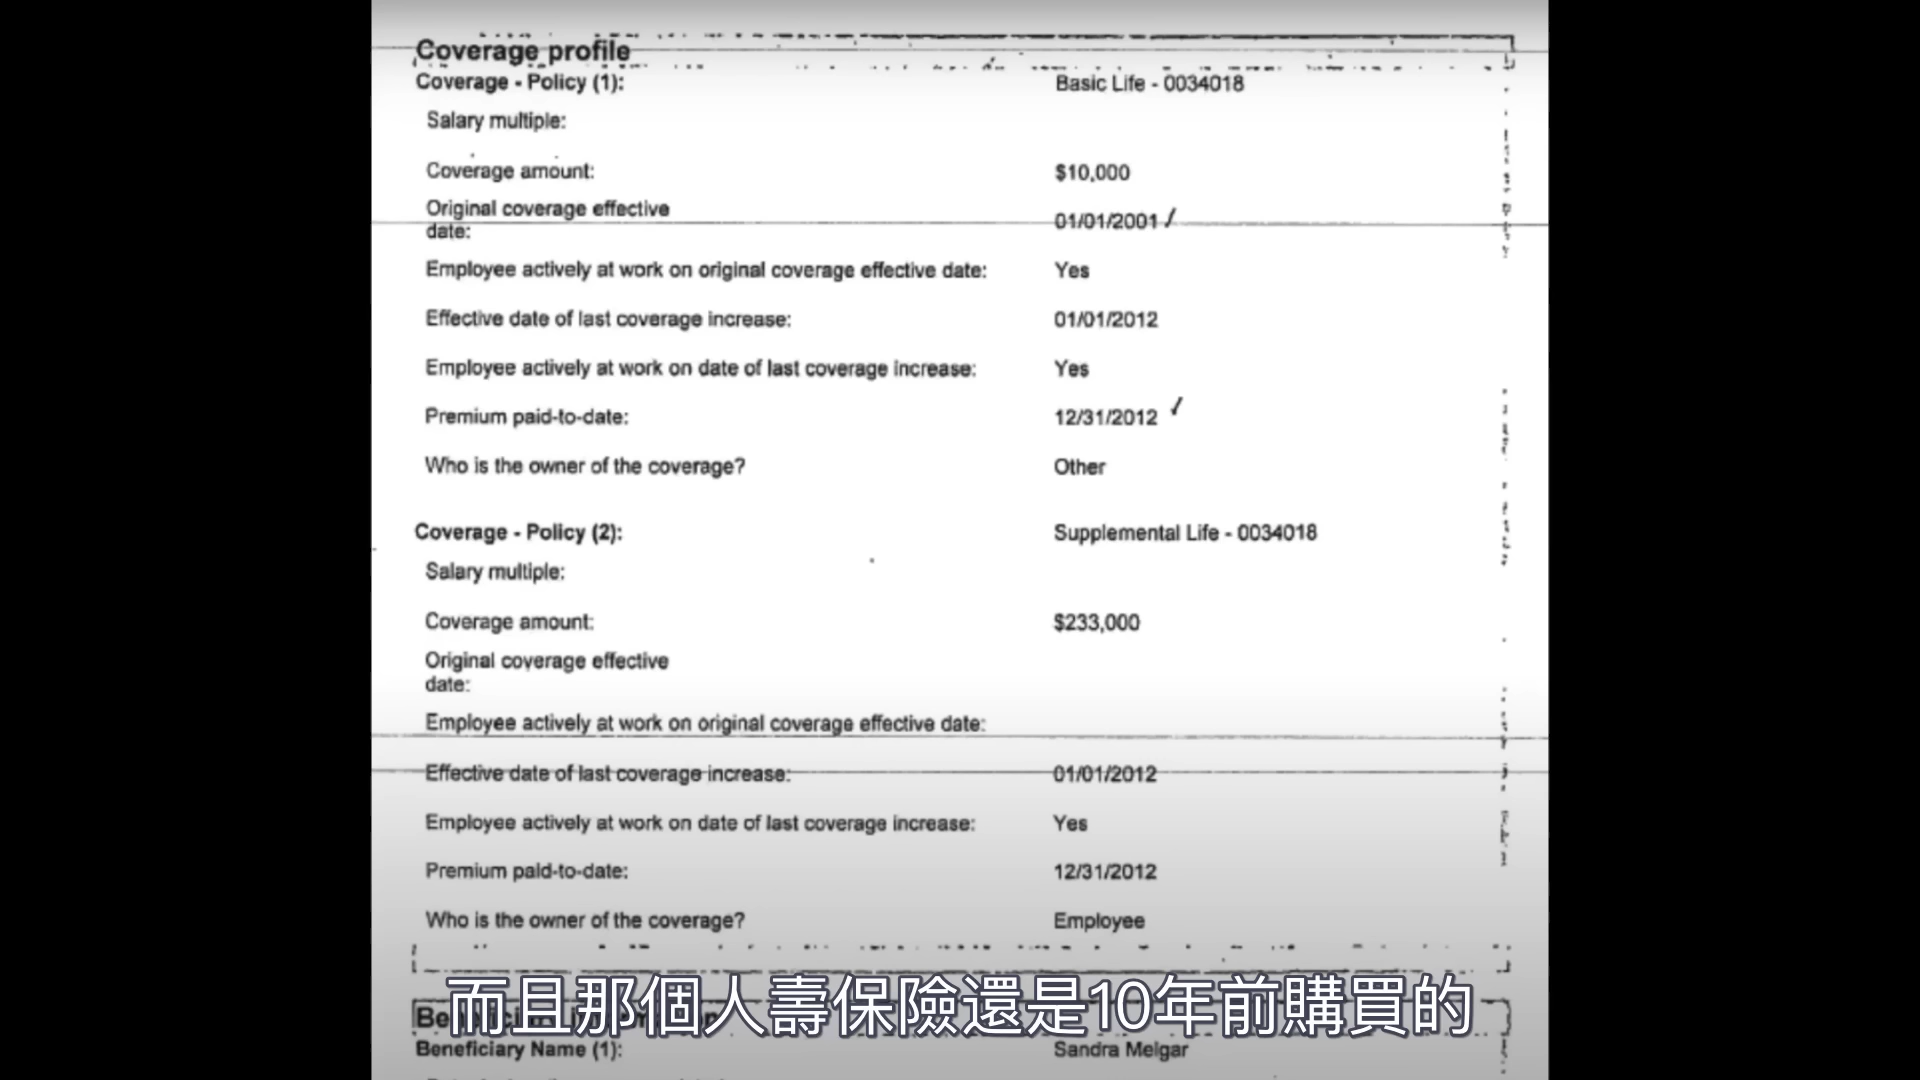 Coverage profile
Coverage - Policy (1): Basic Life - 0034018
Salary multiple:
Coverage amount: $10,000
Original coverage effective
date: 01/01/2001
Employee actively at work on original coverage effective date: Yes
Effective date of last coverage increase: 01/01/2012
Employee actively at work on date of last coverage increase: Yes
Premium paid-to-date: 12/31/2012
Who is the owner of the coverage? Other
Coverage - Policy (2): Supplemental Life - 0034018
Salary multiple:
Coverage amount: $233,000
Original coverage effective
date:
Employee actively at work on original coverage effective date:
Effective date of last coverage increase: 01/01/2012
Employee actively at work on date of last coverage increase: Yes
Premium paid-to-date: 12/31/2012
Who is the owner of the coverage? Employee
而且那個人壽保險還是10年前購買的
Beneficiary Name (1): Sandra Melgar